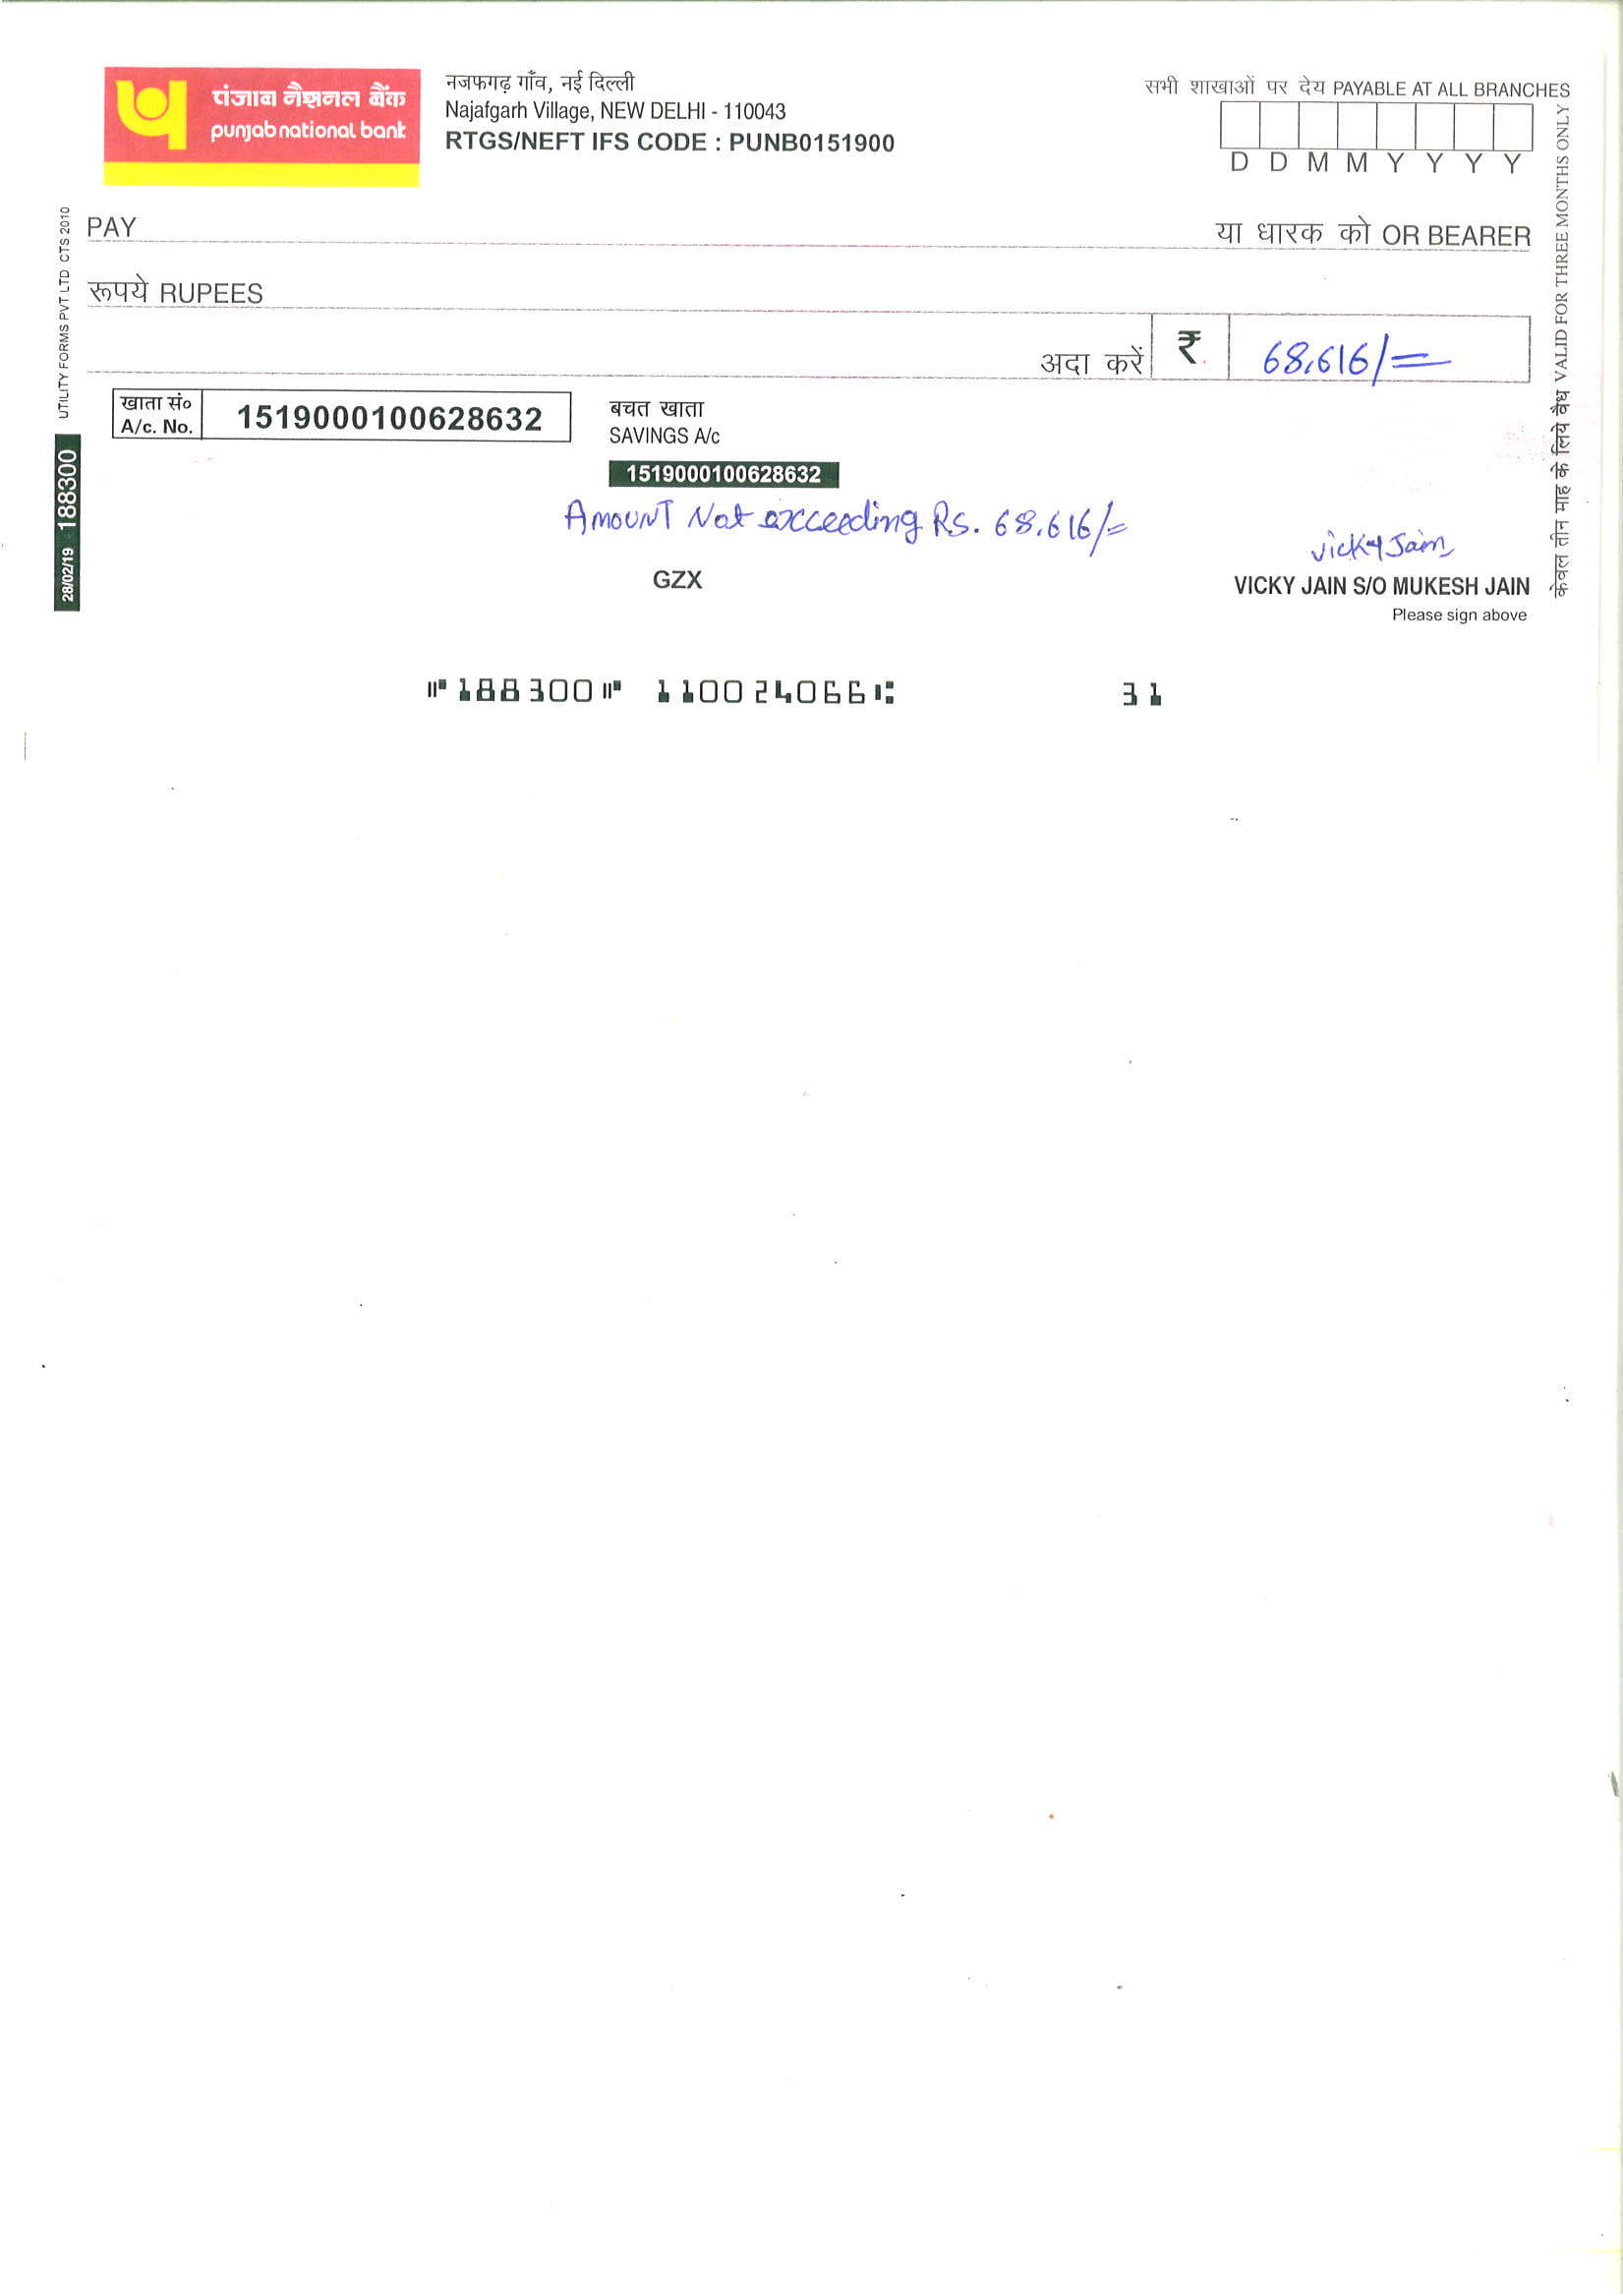 पंजाब नैशनल बैंक
punjab national bank
नजफगढ़ गाँव, नई दिल्ली
Najafgarh Village, NEW DELHI - 110043
RTGS/NEFT IFS CODE : PUNB0151900
सभी शाखाओं पर देय PAYABLE AT ALL BRANCHES
D D M M Y Y Y Y
PAY
या धारक को OR BEARER
रूपये RUPEES
अदा करें ₹ 68,616/=
खाता सं०
A/c. No.
1519000100628632
बचत खाता
SAVINGS A/c
1519000100628632
Amount Not exceeding Rs. 68,616/=
GZX
Vicky Jain
VICKY JAIN S/O MUKESH JAIN
Please sign above
⑈188300⑈ 110024066⑆ 31
UTILITY FORMS PVT LTD CTS 2010
28/02/19 188300
केवल तीन माह के लिये वैध VALID FOR THREE MONTHS ONLY